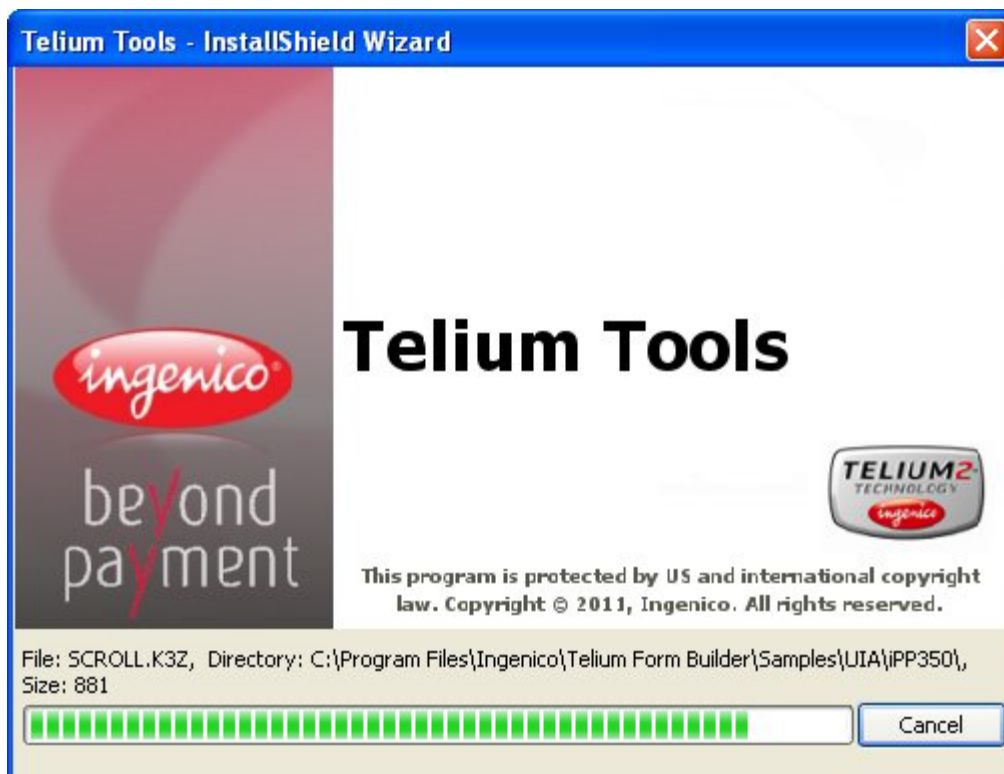 Telium Tools - InstallShield Wizard
ingenico
beyond
payment
Telium Tools
TELIUM2
TECHNOLOGY
ingenico
This program is protected by US and international copyright
law. Copyright © 2011, Ingenico. All rights reserved.
File: SCROLL.K3Z, Directory: C:\Program Files\Ingenico\Telium Form Builder\Samples\UIA\iPP350\,
Size: 881
Cancel